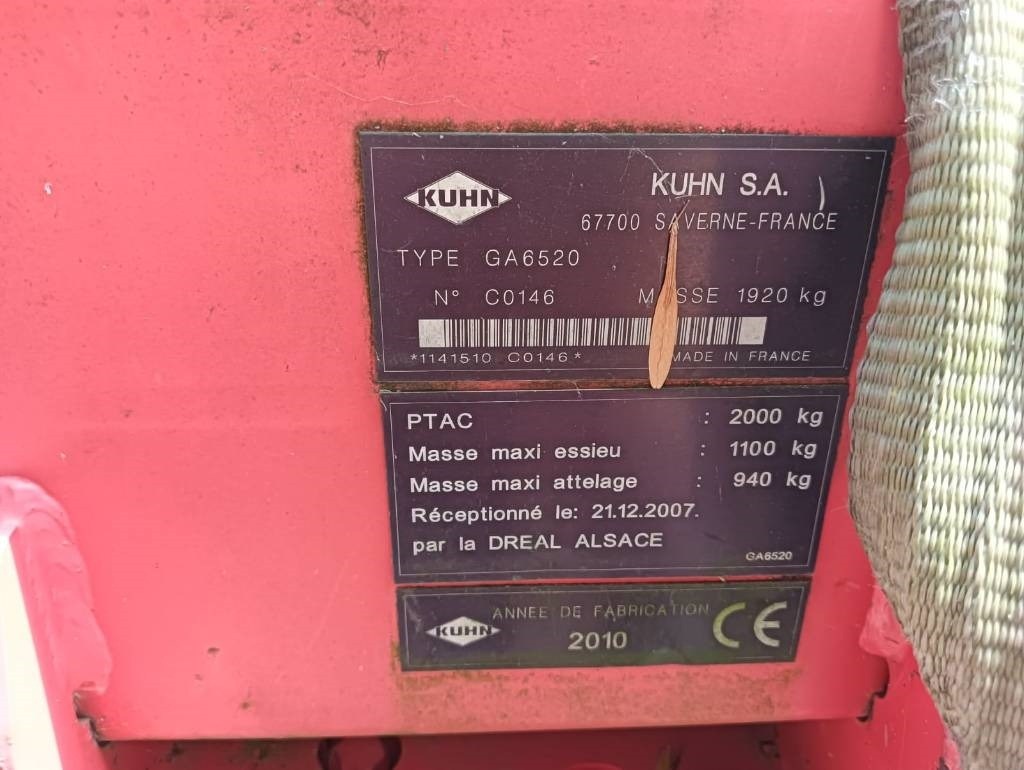 KUHN
KUHN S.A.
67700 SAVERNE-FRANCE
TYPE GA6520
N° C0146 MASSE 1920 kg
*1141510 C0146*
MADE IN FRANCE
PTAC : 2000 kg
Masse maxi essieu : 1100 kg
Masse maxi attelage : 940 kg
Réceptionné le: 21.12.2007.
par la DREAL ALSACE
GA6520
ANNEE DE FABRICATION
KUHN
2010
CE